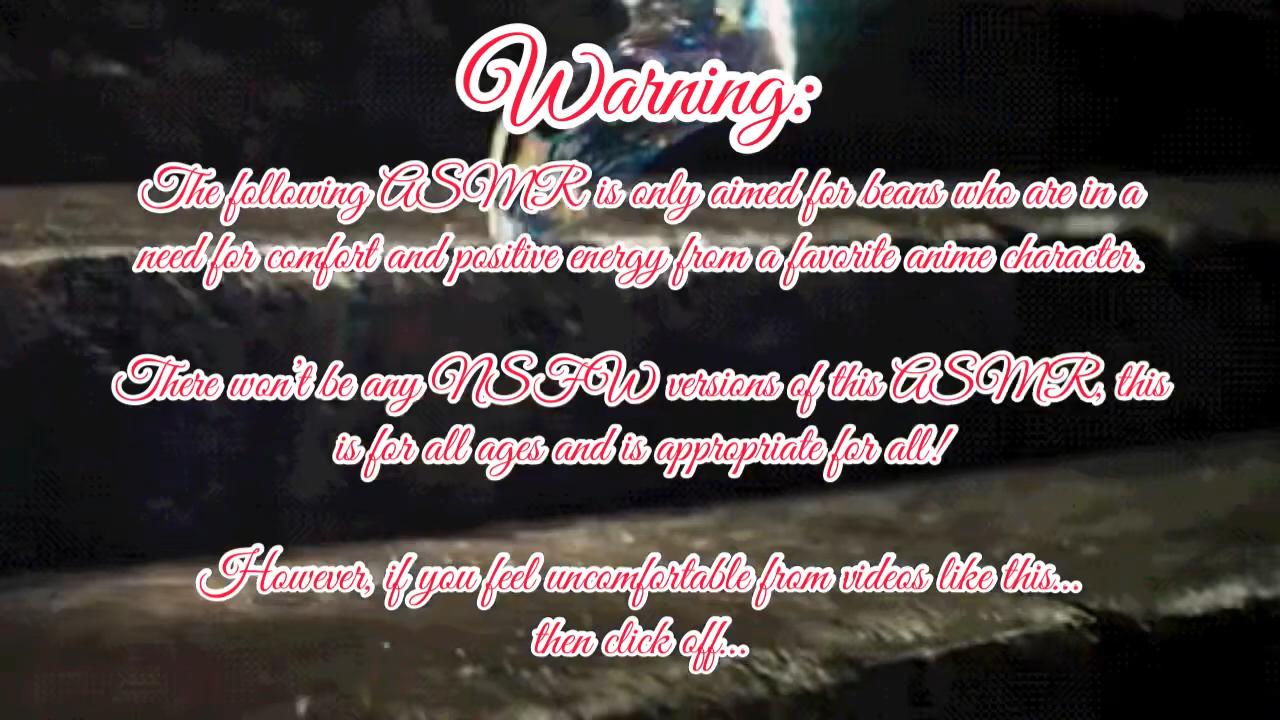 Warning:
The following ASMR is only aimed for beans who are in a
need for comfort and positive energy from a favorite anime character.
There won't be any NSFW versions of this ASMR, this
is for all ages and is appropriate for all!
However, if you feel uncomfortable from videos like this...
then click off...